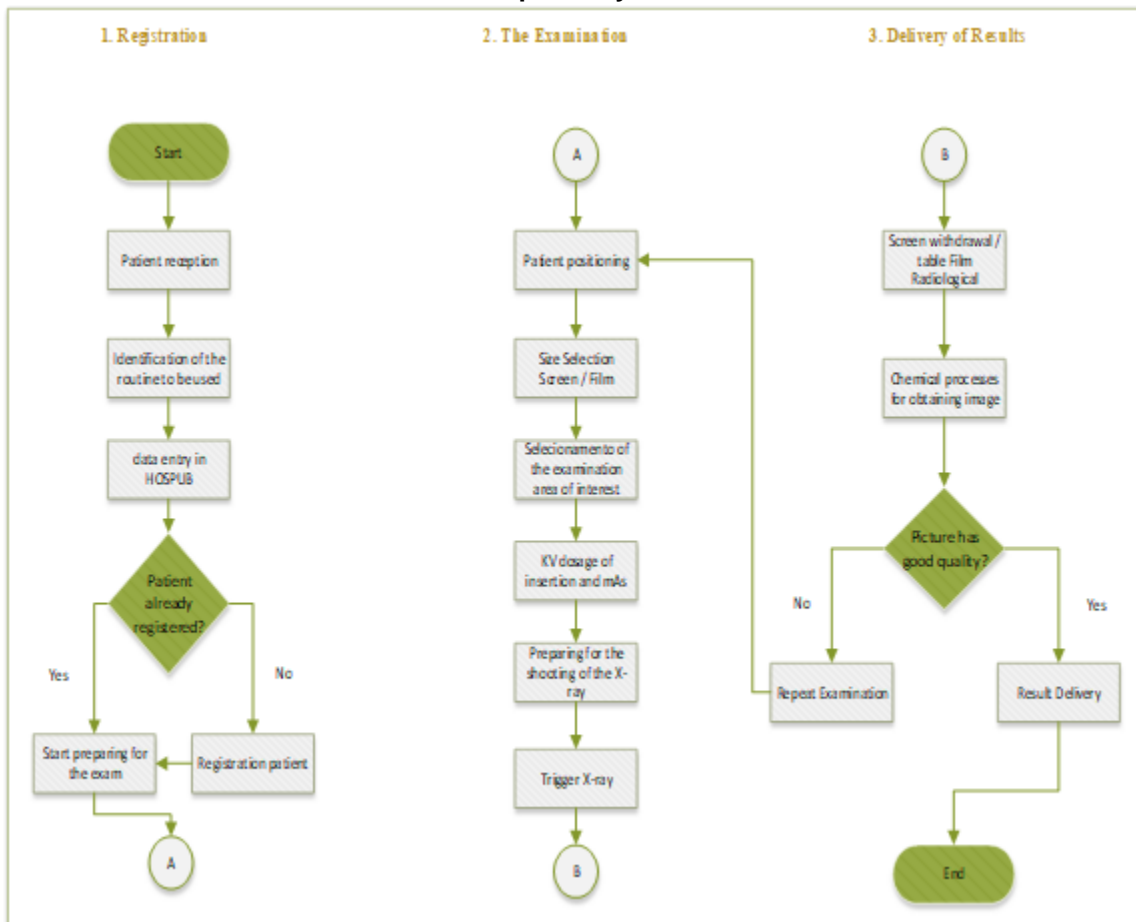 1. Registration
Start
Patient reception
Identification of the
routine to be used
data entry in
HOSPUB
Patient
already
registered?
Yes
No
Start preparing for
the exam
Registration patient
A
2. The Examination
A
Patient positioning
Size Selection
Screen / Film
Selecionamento of
the examination
area of interest
KV dosage of
insertion and mAs
Preparing for the
shooting of the X-
ray
Trigger X-ray
B
3. Delivery of Results
B
Screen withdrawal /
table Film
Radiological
Chemical processes
for obtaining image
Picture has
good quality?
No
Yes
Repeat Examination
Result Delivery
End